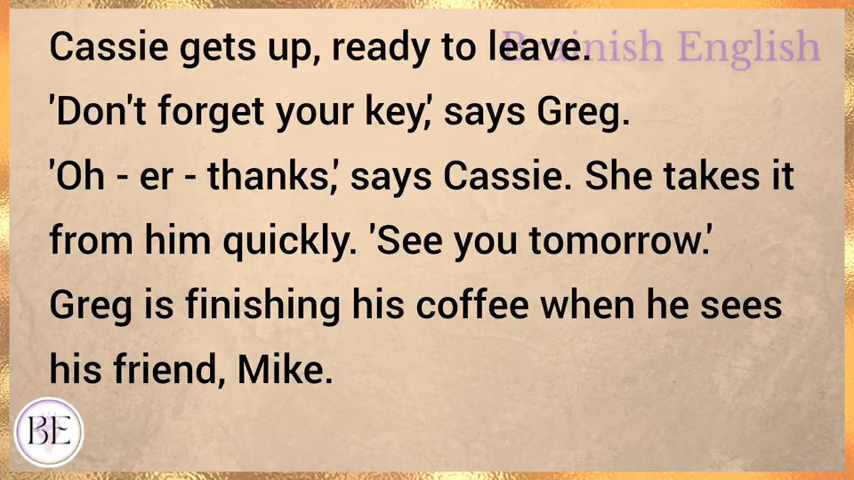 Brainish English
Cassie gets up, ready to leave.
'Don't forget your key,' says Greg.
'Oh - er - thanks,' says Cassie. She takes it
from him quickly. 'See you tomorrow.'
Greg is finishing his coffee when he sees
his friend, Mike.
BE